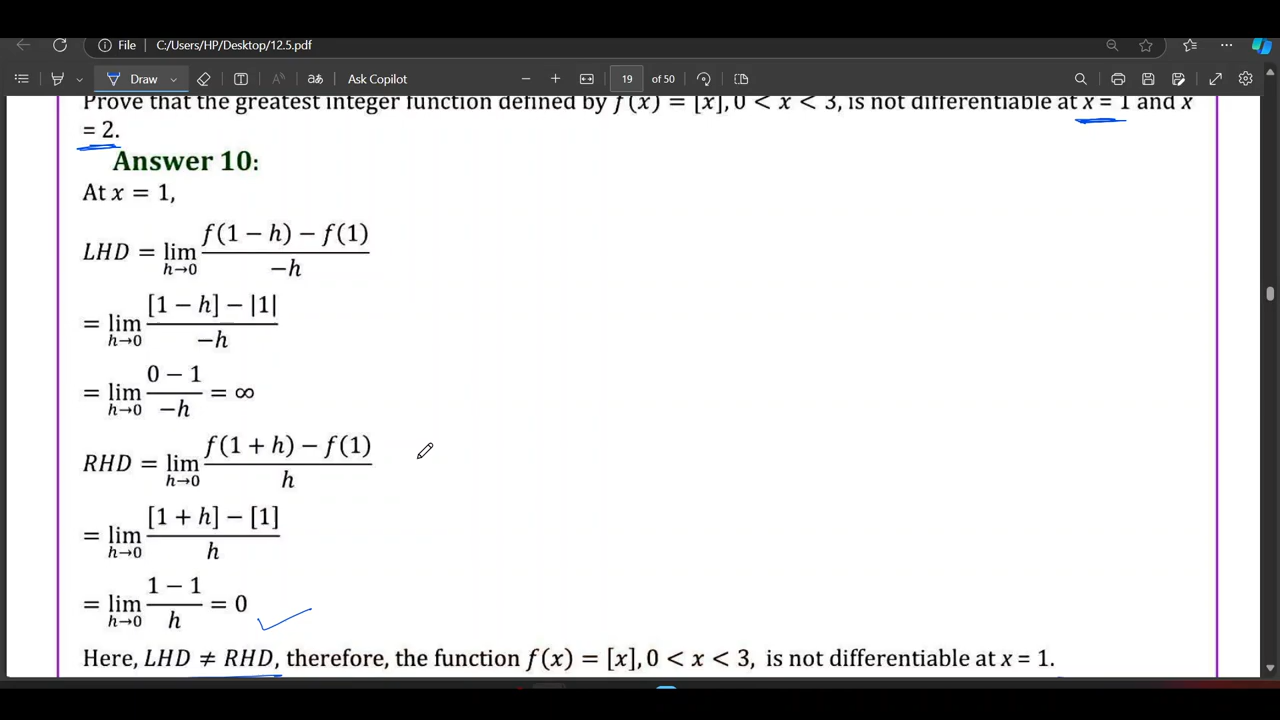 File C:/Users/HP/Desktop/12.5.pdf
Draw A) あa Ask Copilot − + 19 of 50
Prove that the greatest integer function defined by f(x) = [x], 0 < x < 3, is not differentiable at x = 1 and x
= 2.
Answer 10:
At x = 1,
LHD = lim h→0 f(1 − h) − f(1) / −h
= lim h→0 [1 − h] − |1| / −h
= lim h→0 0 − 1 / −h = ∞
RHD = lim h→0 f(1 + h) − f(1) / h
= lim h→0 [1 + h] − [1] / h
= lim h→0 1 − 1 / h = 0
Here, LHD ≠ RHD, therefore, the function f(x) = [x], 0 < x < 3, is not differentiable at x = 1.